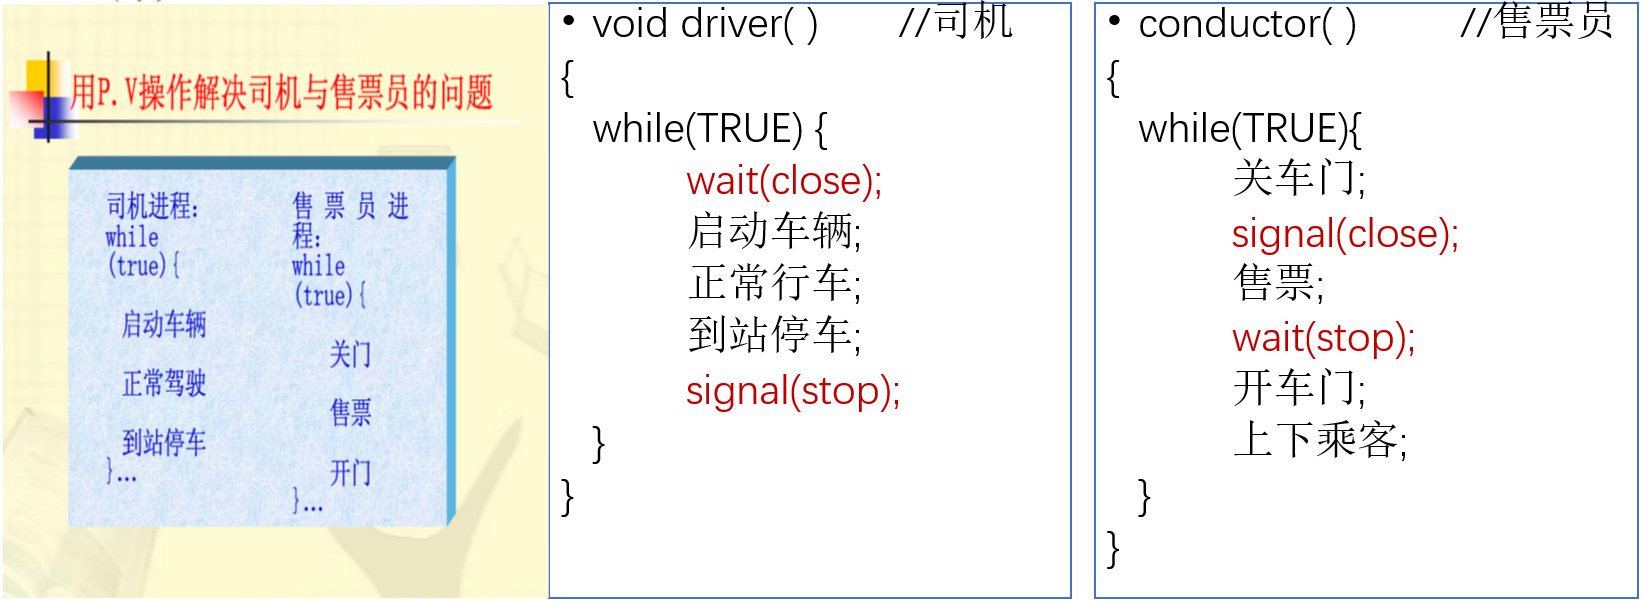 用P.V操作解决司机与售票员的问题
司机进程:
while
(true){
启动车辆
正常驾驶
到站停车
}...
售票员进
程:
while
(true){
关门
售票
开门
}...
• void driver( ) //司机
{
while(TRUE) {
wait(close);
启动车辆;
正常行车;
到站停车;
signal(stop);
}
}
• conductor( ) //售票员
{
while(TRUE){
关车门;
signal(close);
售票;
wait(stop);
开车门;
上下乘客;
}
}